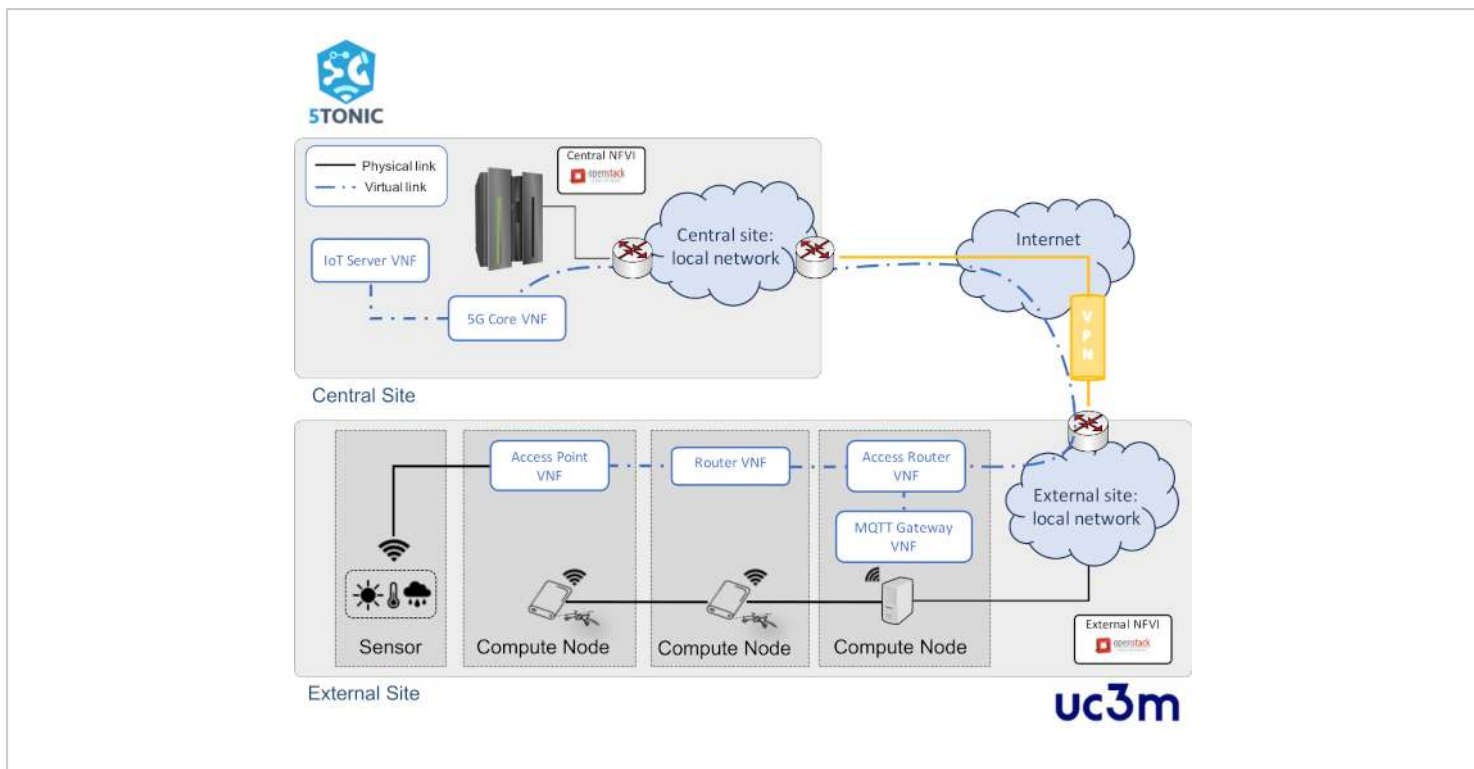 5TONIC
Physical link
Virtual link
Central NFVI
openstack
IoT Server VNF
5G Core VNF
Central site:
local network
Internet
VPN
Central Site
Access Point
VNF
Router VNF
Access Router
VNF
MQTT Gateway
VNF
External site:
local network
Sensor
Compute Node
Compute Node
Compute Node
External NFVI
openstack
External Site
uc3m